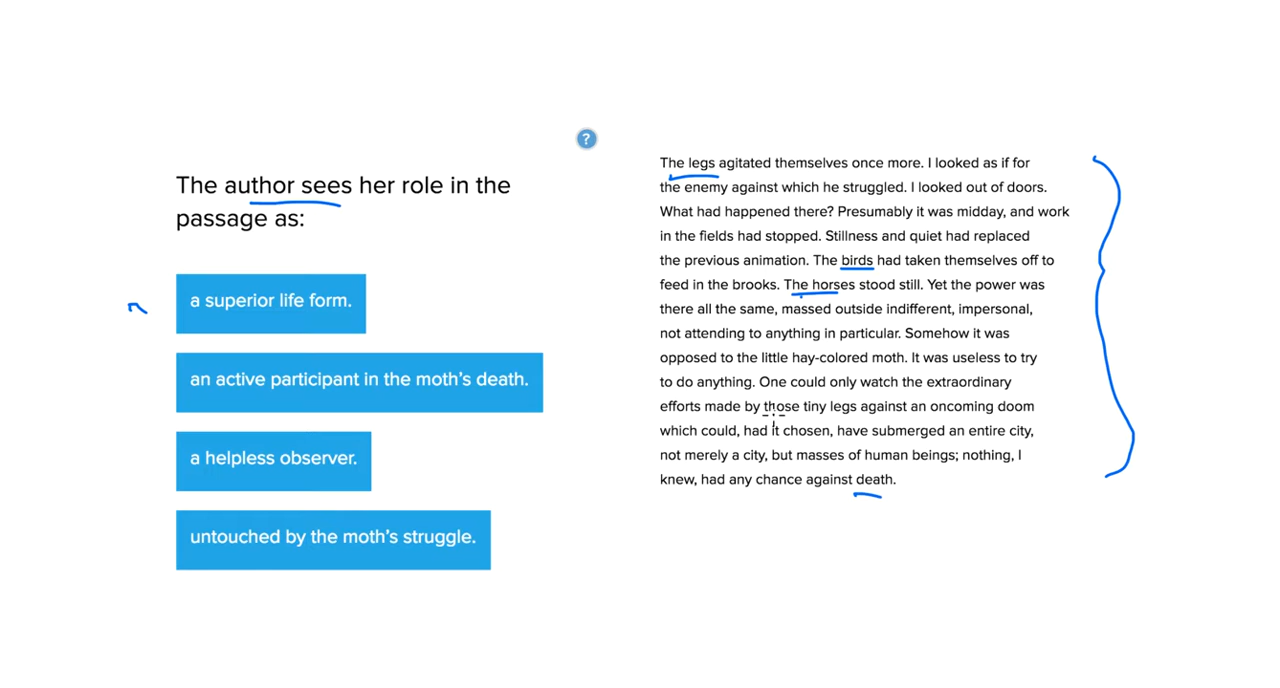 ?
The author sees her role in the
passage as:
a superior life form.
an active participant in the moth's death.
a helpless observer.
untouched by the moth's struggle.
The legs agitated themselves once more. I looked as if for
the enemy against which he struggled. I looked out of doors.
What had happened there? Presumably it was midday, and work
in the fields had stopped. Stillness and quiet had replaced
the previous animation. The birds had taken themselves off to
feed in the brooks. The horses stood still. Yet the power was
there all the same, massed outside indifferent, impersonal,
not attending to anything in particular. Somehow it was
opposed to the little hay-colored moth. It was useless to try
to do anything. One could only watch the extraordinary
efforts made by those tiny legs against an oncoming doom
which could, had it chosen, have submerged an entire city,
not merely a city, but masses of human beings; nothing, I
knew, had any chance against death.